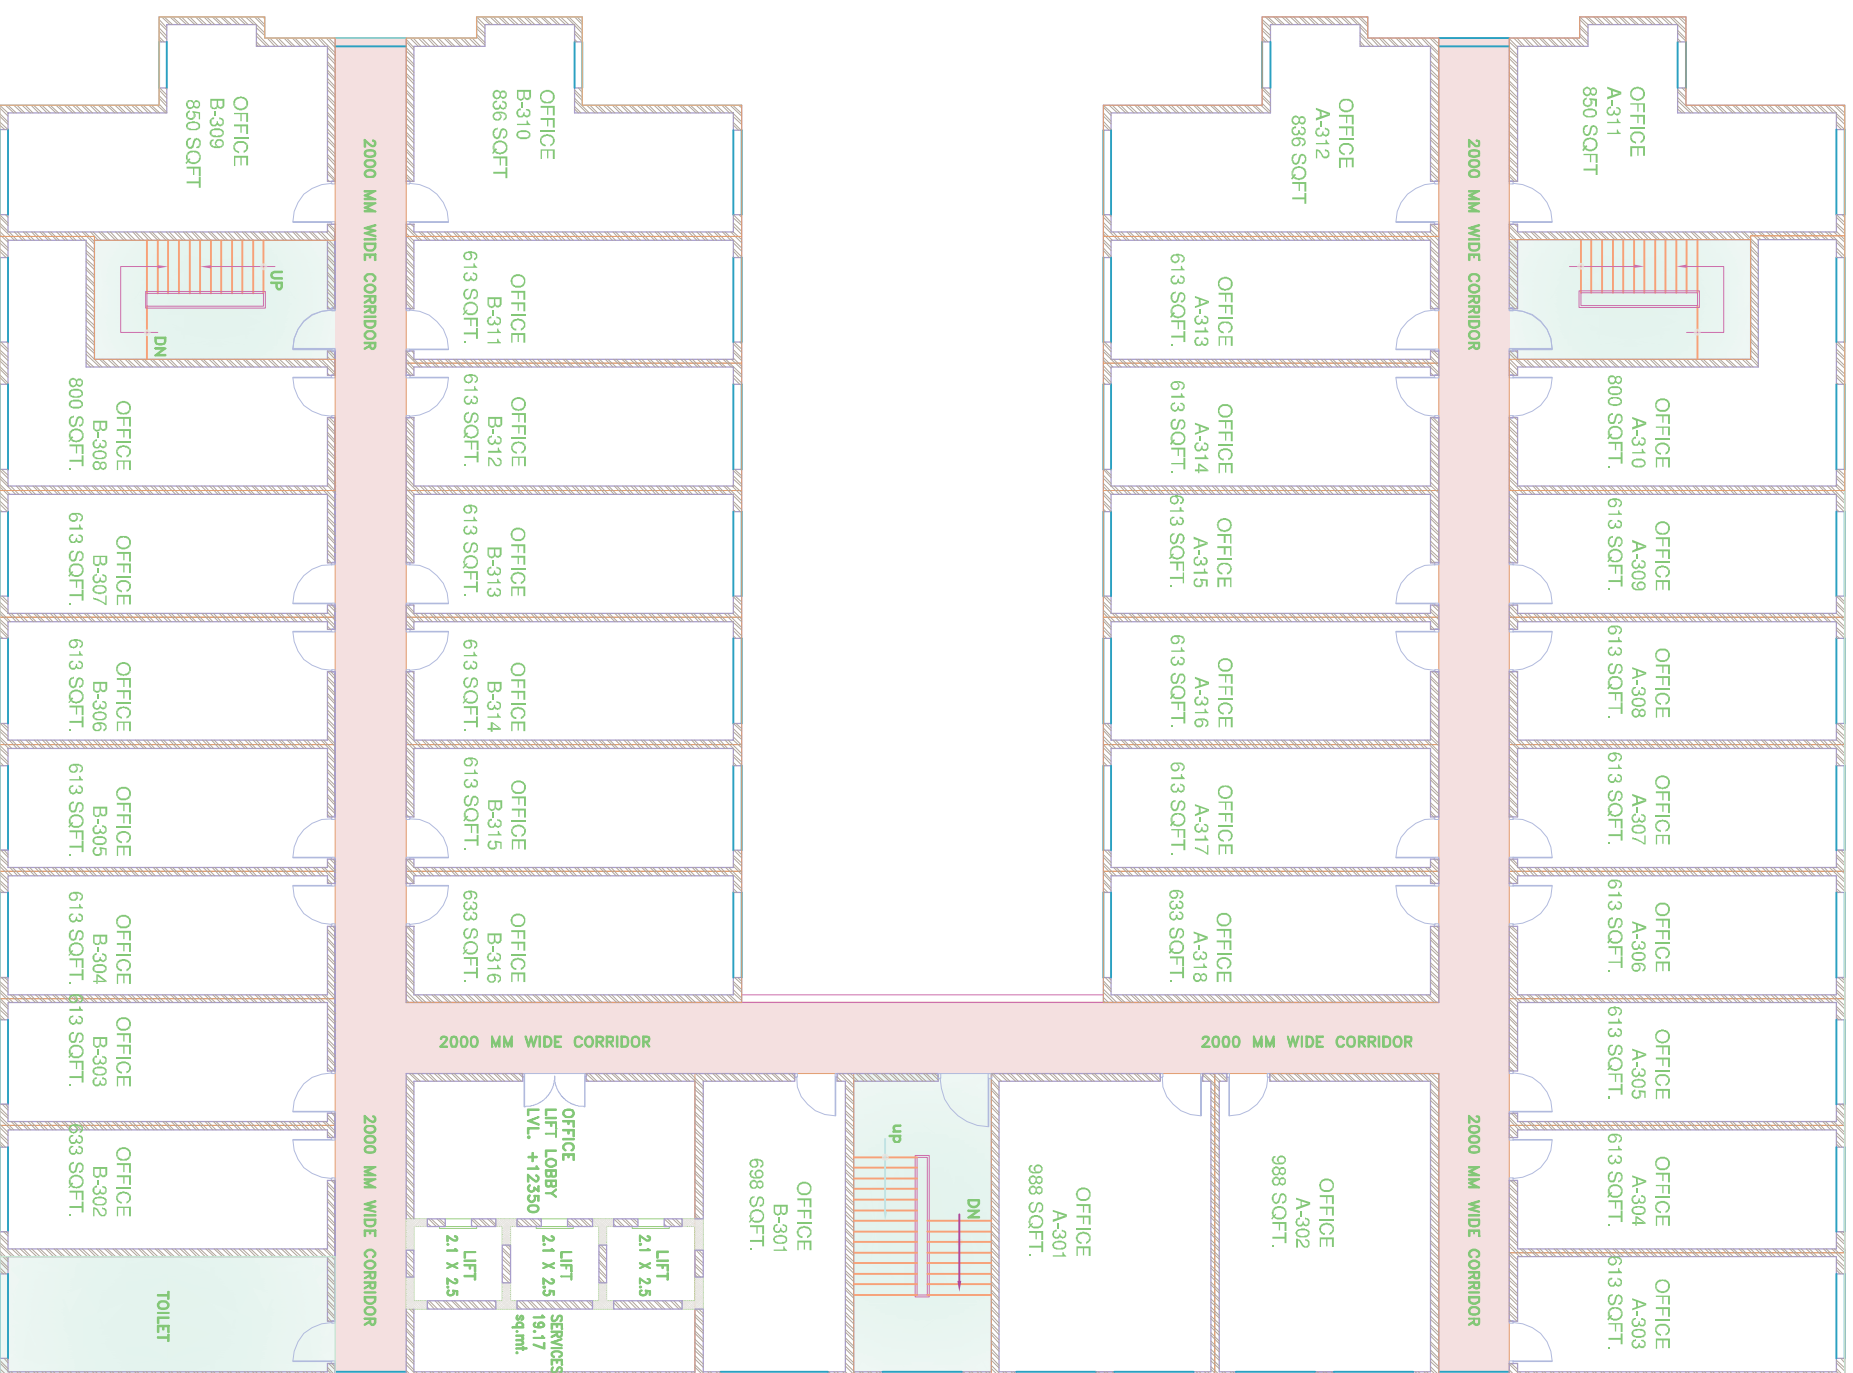 OFFICE
B-309
850 SQFT
2000 MM WIDE CORRIDOR
OFFICE
B-310
836 SQFT
OFFICE
A-312
836 SQFT
2000 MM WIDE CORRIDOR
OFFICE
A-311
850 SQFT
UP
DN
OFFICE
B-311
613 SQFT.
OFFICE
A-313
613 SQFT.
OFFICE
B-308
800 SQFT.
OFFICE
B-312
613 SQFT.
OFFICE
A-314
613 SQFT.
OFFICE
A-310
800 SQFT.
OFFICE
B-307
613 SQFT.
OFFICE
B-313
613 SQFT.
OFFICE
A-315
613 SQFT.
OFFICE
A-309
613 SQFT.
OFFICE
B-306
613 SQFT.
OFFICE
B-314
613 SQFT.
OFFICE
A-316
613 SQFT.
OFFICE
A-308
613 SQFT.
OFFICE
B-305
613 SQFT.
OFFICE
B-315
613 SQFT.
OFFICE
A-317
613 SQFT.
OFFICE
A-307
613 SQFT.
OFFICE
B-304
613 SQFT.
OFFICE
B-316
633 SQFT.
OFFICE
A-318
633 SQFT.
OFFICE
A-306
613 SQFT.
OFFICE
B-303
613 SQFT.
2000 MM WIDE CORRIDOR
2000 MM WIDE CORRIDOR
OFFICE
A-305
613 SQFT.
OFFICE
B-302
633 SQFT.
2000 MM WIDE CORRIDOR
OFFICE
LIFT LOBBY
LVL. +12350
OFFICE
B-301
698 SQFT.
up
DN
OFFICE
A-301
988 SQFT.
OFFICE
A-302
988 SQFT.
2000 MM WIDE CORRIDOR
OFFICE
A-304
613 SQFT.
LIFT
2.1 X 2.5
LIFT
2.1 X 2.5
LIFT
2.1 X 2.5
OFFICE
A-303
613 SQFT.
TOILET
SERVICES
19.17
sq.mt.